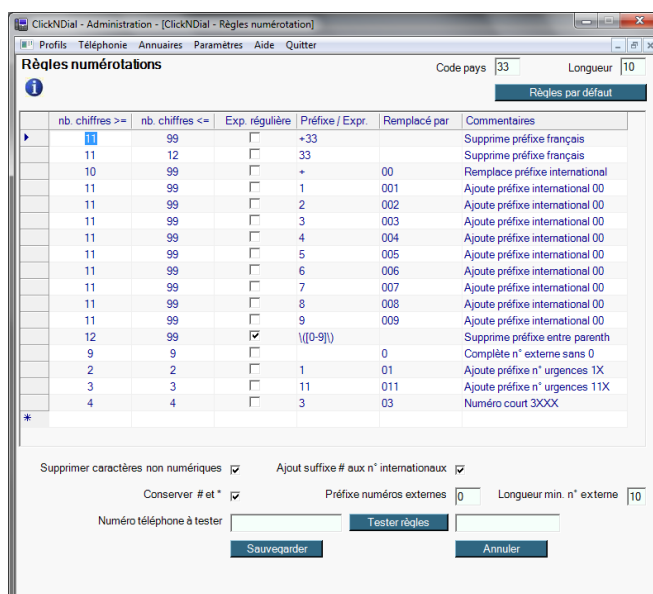 ClickNDial - Administration - [ClickNDial - Règles numérotation]
Profils Téléphonie Annuaires Paramètres Aide Quitter
Règles numérotations
Code pays 33 Longueur 10
Règles par défaut
nb. chiffres >= nb. chiffres <= Exp. régulière Préfixe / Expr. Remplacé par Commentaires
11 99 +33 Supprime préfixe français
11 12 33 Supprime préfixe français
10 99 + 00 Remplace préfixe international
11 99 1 001 Ajoute préfixe international 00
11 99 2 002 Ajoute préfixe international 00
11 99 3 003 Ajoute préfixe international 00
11 99 4 004 Ajoute préfixe international 00
11 99 5 005 Ajoute préfixe international 00
11 99 6 006 Ajoute préfixe international 00
11 99 7 007 Ajoute préfixe international 00
11 99 8 008 Ajoute préfixe international 00
11 99 9 009 Ajoute préfixe international 00
12 99 \([0-9]\) Supprime préfixe entre parenth
9 9 0 Complète n° externe sans 0
2 2 1 01 Ajoute préfixe n° urgences 1X
3 3 11 011 Ajoute préfixe n° urgences 11X
4 4 3 03 Numéro court 3XXX
Supprimer caractères non numériques Ajout suffixe # aux n° internationaux
Conserver # et * Préfixe numéros externes 0 Longueur min. n° externe 10
Numéro téléphone à tester Tester règles
Sauvegarder Annuler